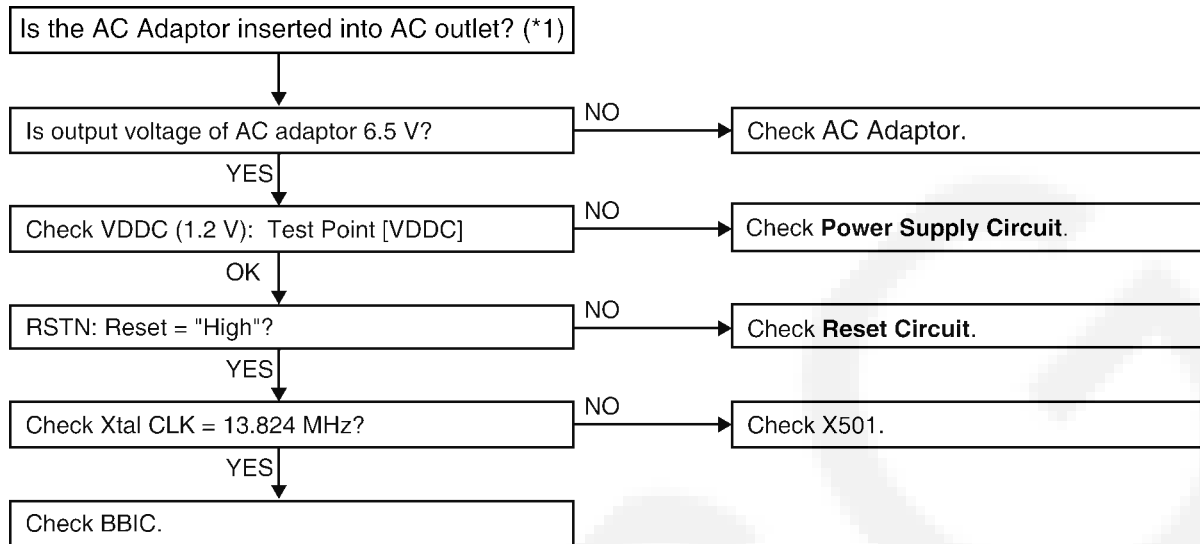 Is the AC Adaptor inserted into AC outlet? (*1)
Is output voltage of AC adaptor 6.5 V?
NO
Check AC Adaptor.
YES
Check VDDC (1.2 V): Test Point [VDDC]
NO
Check Power Supply Circuit.
OK
RSTN: Reset = "High"?
NO
Check Reset Circuit.
YES
Check Xtal CLK = 13.824 MHz?
NO
Check X501.
YES
Check BBIC.